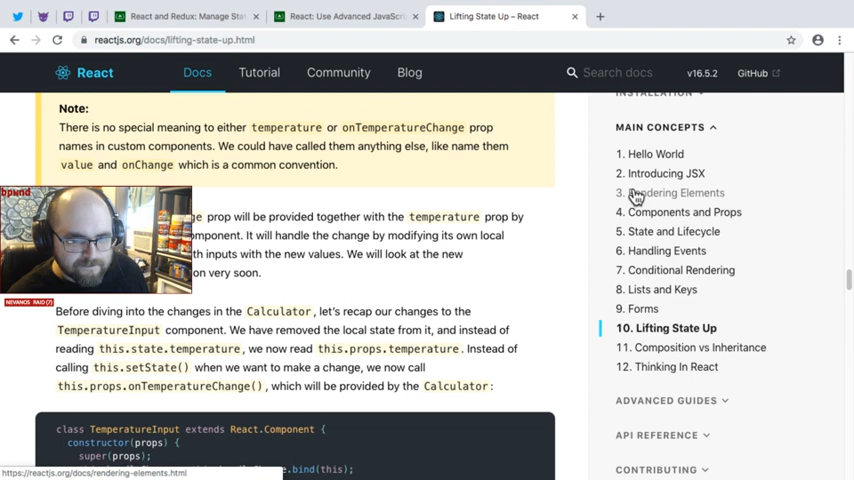 React and Redux: Manage Sta
React: Use Advanced JavaScri
Lifting State Up – React
reactjs.org/docs/lifting-state-up.html
React
Docs
Tutorial
Community
Blog
Search docs
v16.5.2
GitHub
Note:
There is no special meaning to either temperature or onTemperatureChange prop
names in custom components. We could have called them anything else, like name them
value and onChange which is a common convention.
bpwnd
ge prop will be provided together with the temperature prop by
omponent. It will handle the change by modifying its own local
th inputs with the new values. We will look at the new
on very soon.
NEVANOS RAID (7)
Before diving into the changes in the Calculator, let's recap our changes to the
TemperatureInput component. We have removed the local state from it, and instead of
reading this.state.temperature, we now read this.props.temperature. Instead of
calling this.setState() when we want to make a change, we now call
this.props.onTemperatureChange(), which will be provided by the Calculator:
class TemperatureInput extends React.Component {
constructor(props) {
super(props);
.bind(this);
https://reactjs.org/docs/rendering-elements.html
INSTALLATION
MAIN CONCEPTS
1. Hello World
2. Introducing JSX
3. Rendering Elements
4. Components and Props
5. State and Lifecycle
6. Handling Events
7. Conditional Rendering
8. Lists and Keys
9. Forms
10. Lifting State Up
11. Composition vs Inheritance
12. Thinking In React
ADVANCED GUIDES
API REFERENCE
CONTRIBUTING